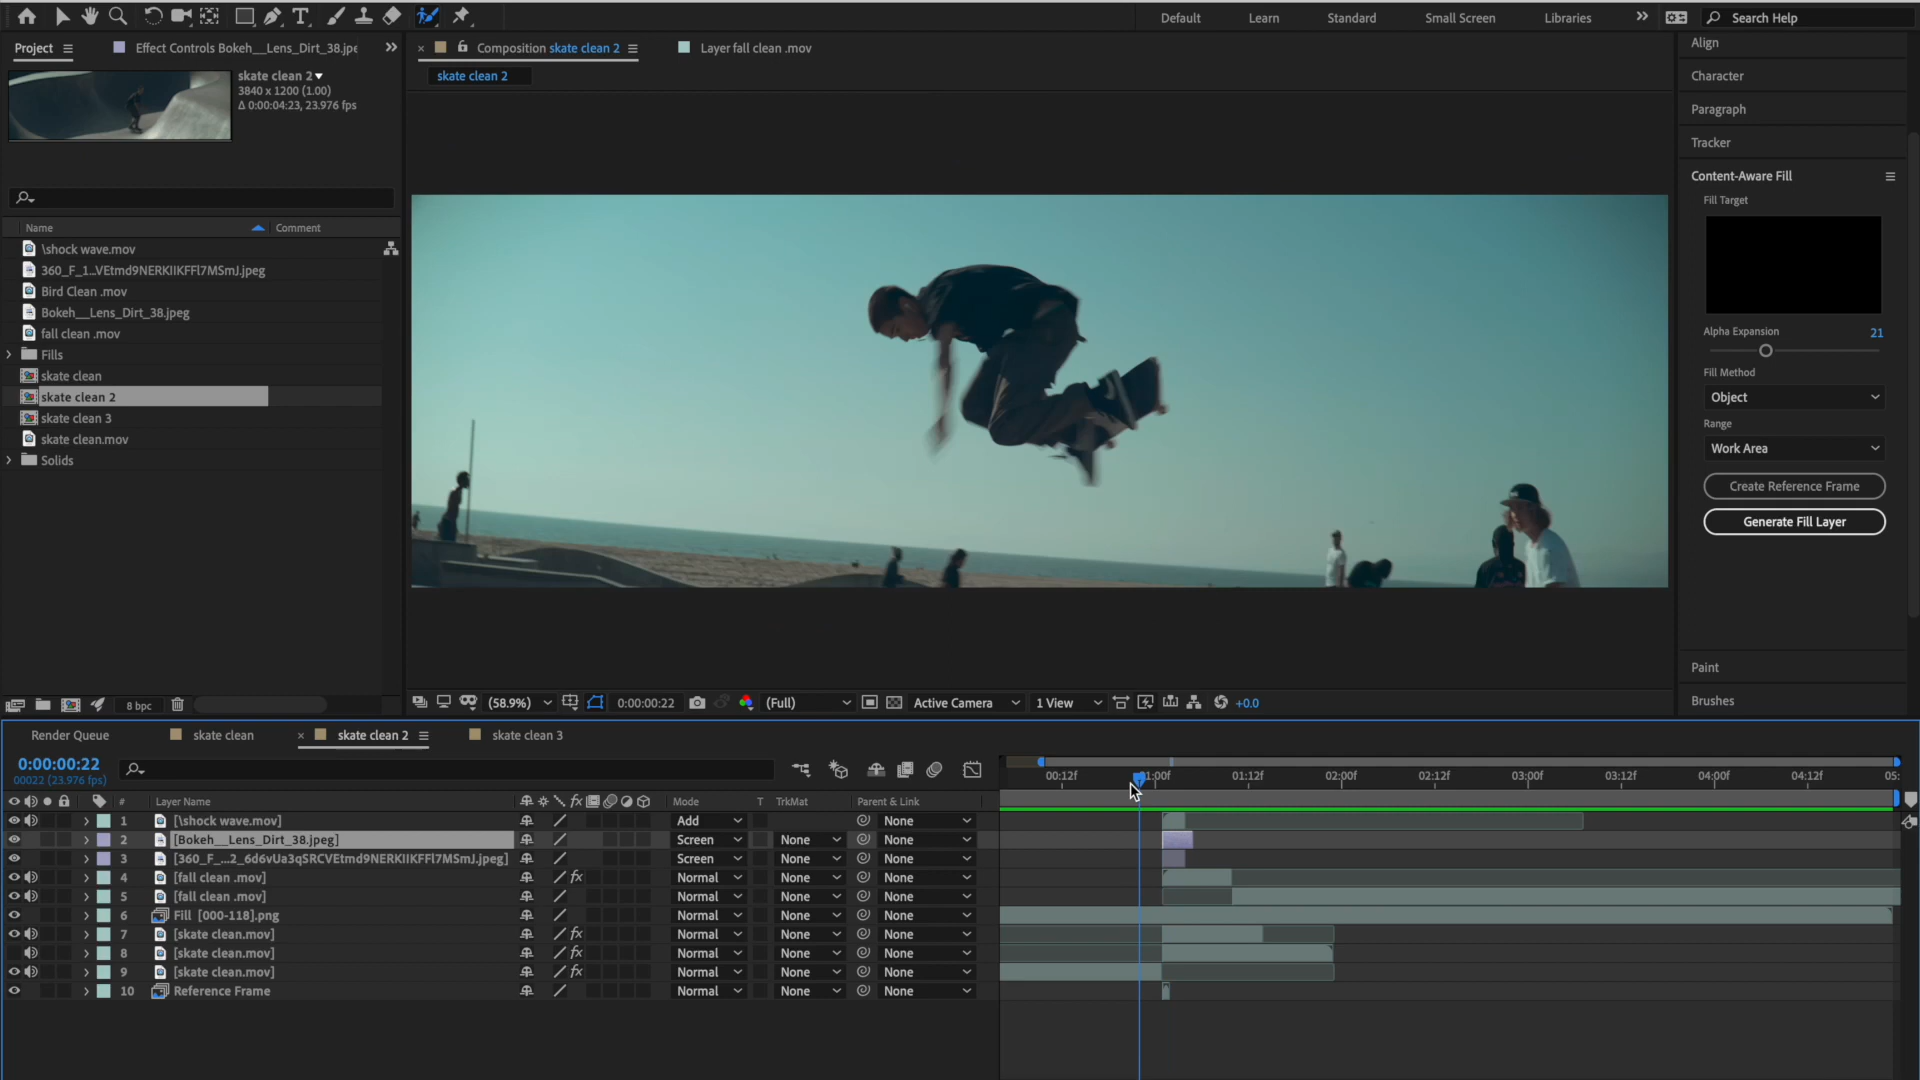 Default Learn Standard Small Screen Libraries Search Help
Project Effect Controls Bokeh__Lens_Dirt_38.jpe
Composition skate clean 2 Layer fall clean .mov
skate clean 2
3840 x 1200 (1.00)
Δ 0:00:04:23, 23.976 fps
skate clean 2
Name Comment
\shock wave.mov
360_F_1...VEtmd9NERKIIKFFl7MSmJ.jpeg
Bird Clean .mov
Bokeh__Lens_Dirt_38.jpeg
fall clean .mov
Fills
skate clean
skate clean 2
skate clean 3
skate clean.mov
Solids
8 bpc
(58.9%) 0:00:00:22 (Full) Active Camera 1 View +0.0
Align
Character
Paragraph
Tracker
Content-Aware Fill
Fill Target
Alpha Expansion 21
Fill Method
Object
Range
Work Area
Create Reference Frame
Generate Fill Layer
Paint
Brushes
Render Queue skate clean skate clean 2 skate clean 3
0:00:00:22
00022 (23.976 fps)
00:12f 01:00f 01:12f 02:00f 02:12f 03:00f 03:12f 04:00f 04:12f 05:
# Layer Name fx Mode T TrkMat Parent & Link
1 [\shock wave.mov] Add None
2 [Bokeh__Lens_Dirt_38.jpeg] Screen None None
3 [360_F_...2_6d6vUa3qSRCVEtmd9NERKIIKFFl7MSmJ.jpeg] Screen None None
4 [fall clean .mov] fx Normal None None
5 [fall clean .mov] Normal None None
6 Fill [000-118].png Normal None None
7 [skate clean.mov] fx Normal None None
8 [skate clean.mov] fx Normal None None
9 [skate clean.mov] fx Normal None None
10 Reference Frame Normal None None